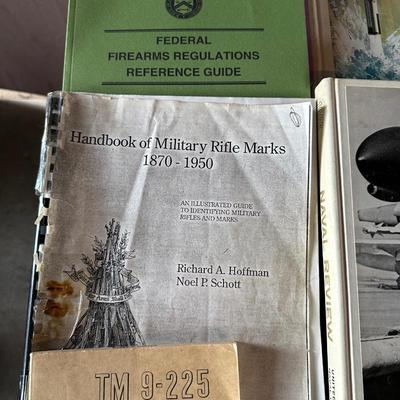 FEDERAL
FIREARMS REGULATIONS
REFERENCE GUIDE
Handbook of Military Rifle Marks
1870 - 1950
AN ILLUSTRATED GUIDE
TO IDENTIFYING MILITARY
RIFLES AND MARKS
Richard A. Hoffman
Noel P. Schott
TM 9-225
NAVAL REVIEW